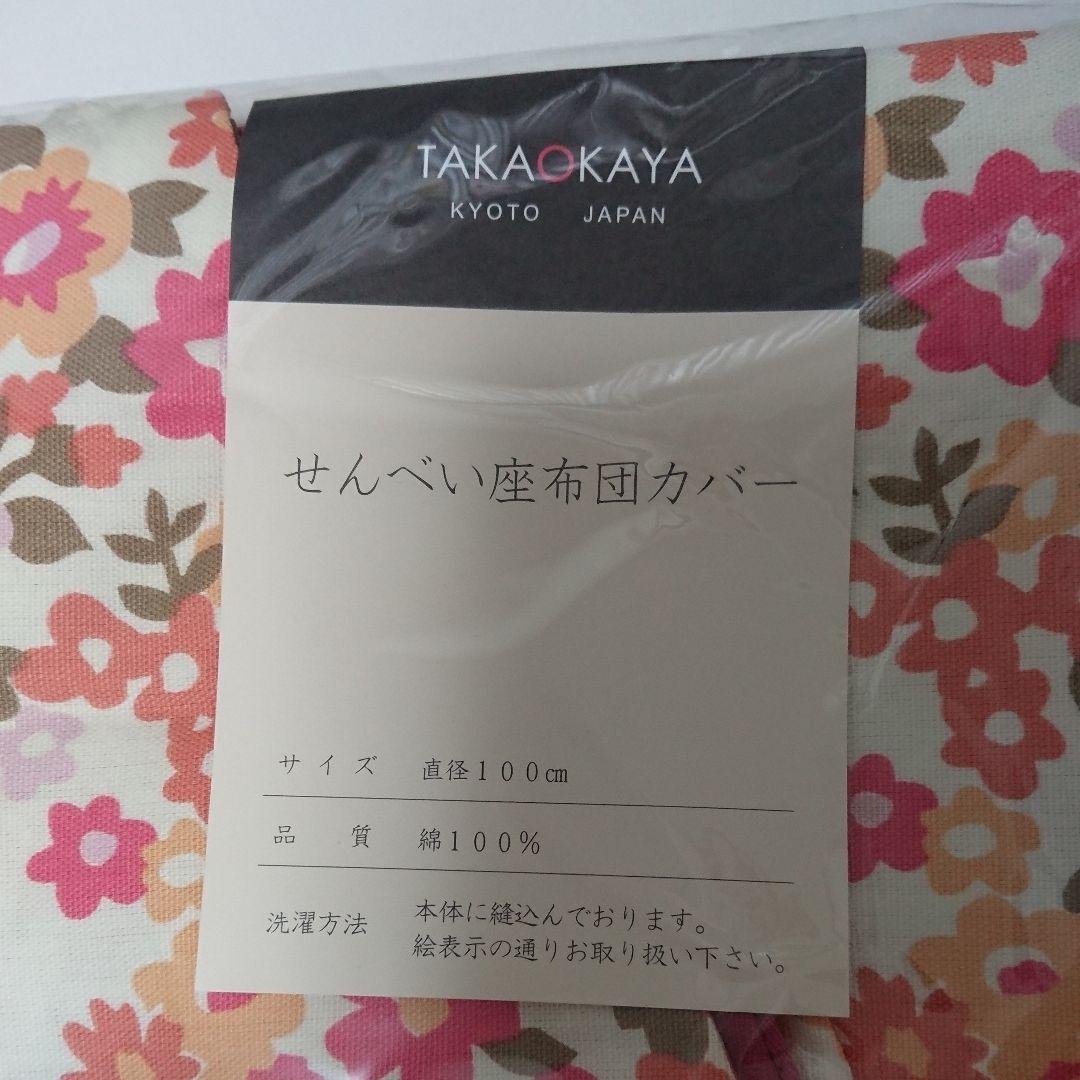 TAKAOKAYA
KYOTO JAPAN
せんべい座布団カバー
サイズ 直径１００㎝
品質 綿１００％
洗濯方法 本体に縫込んでおります。
絵表示の通りお取り扱い下さい。